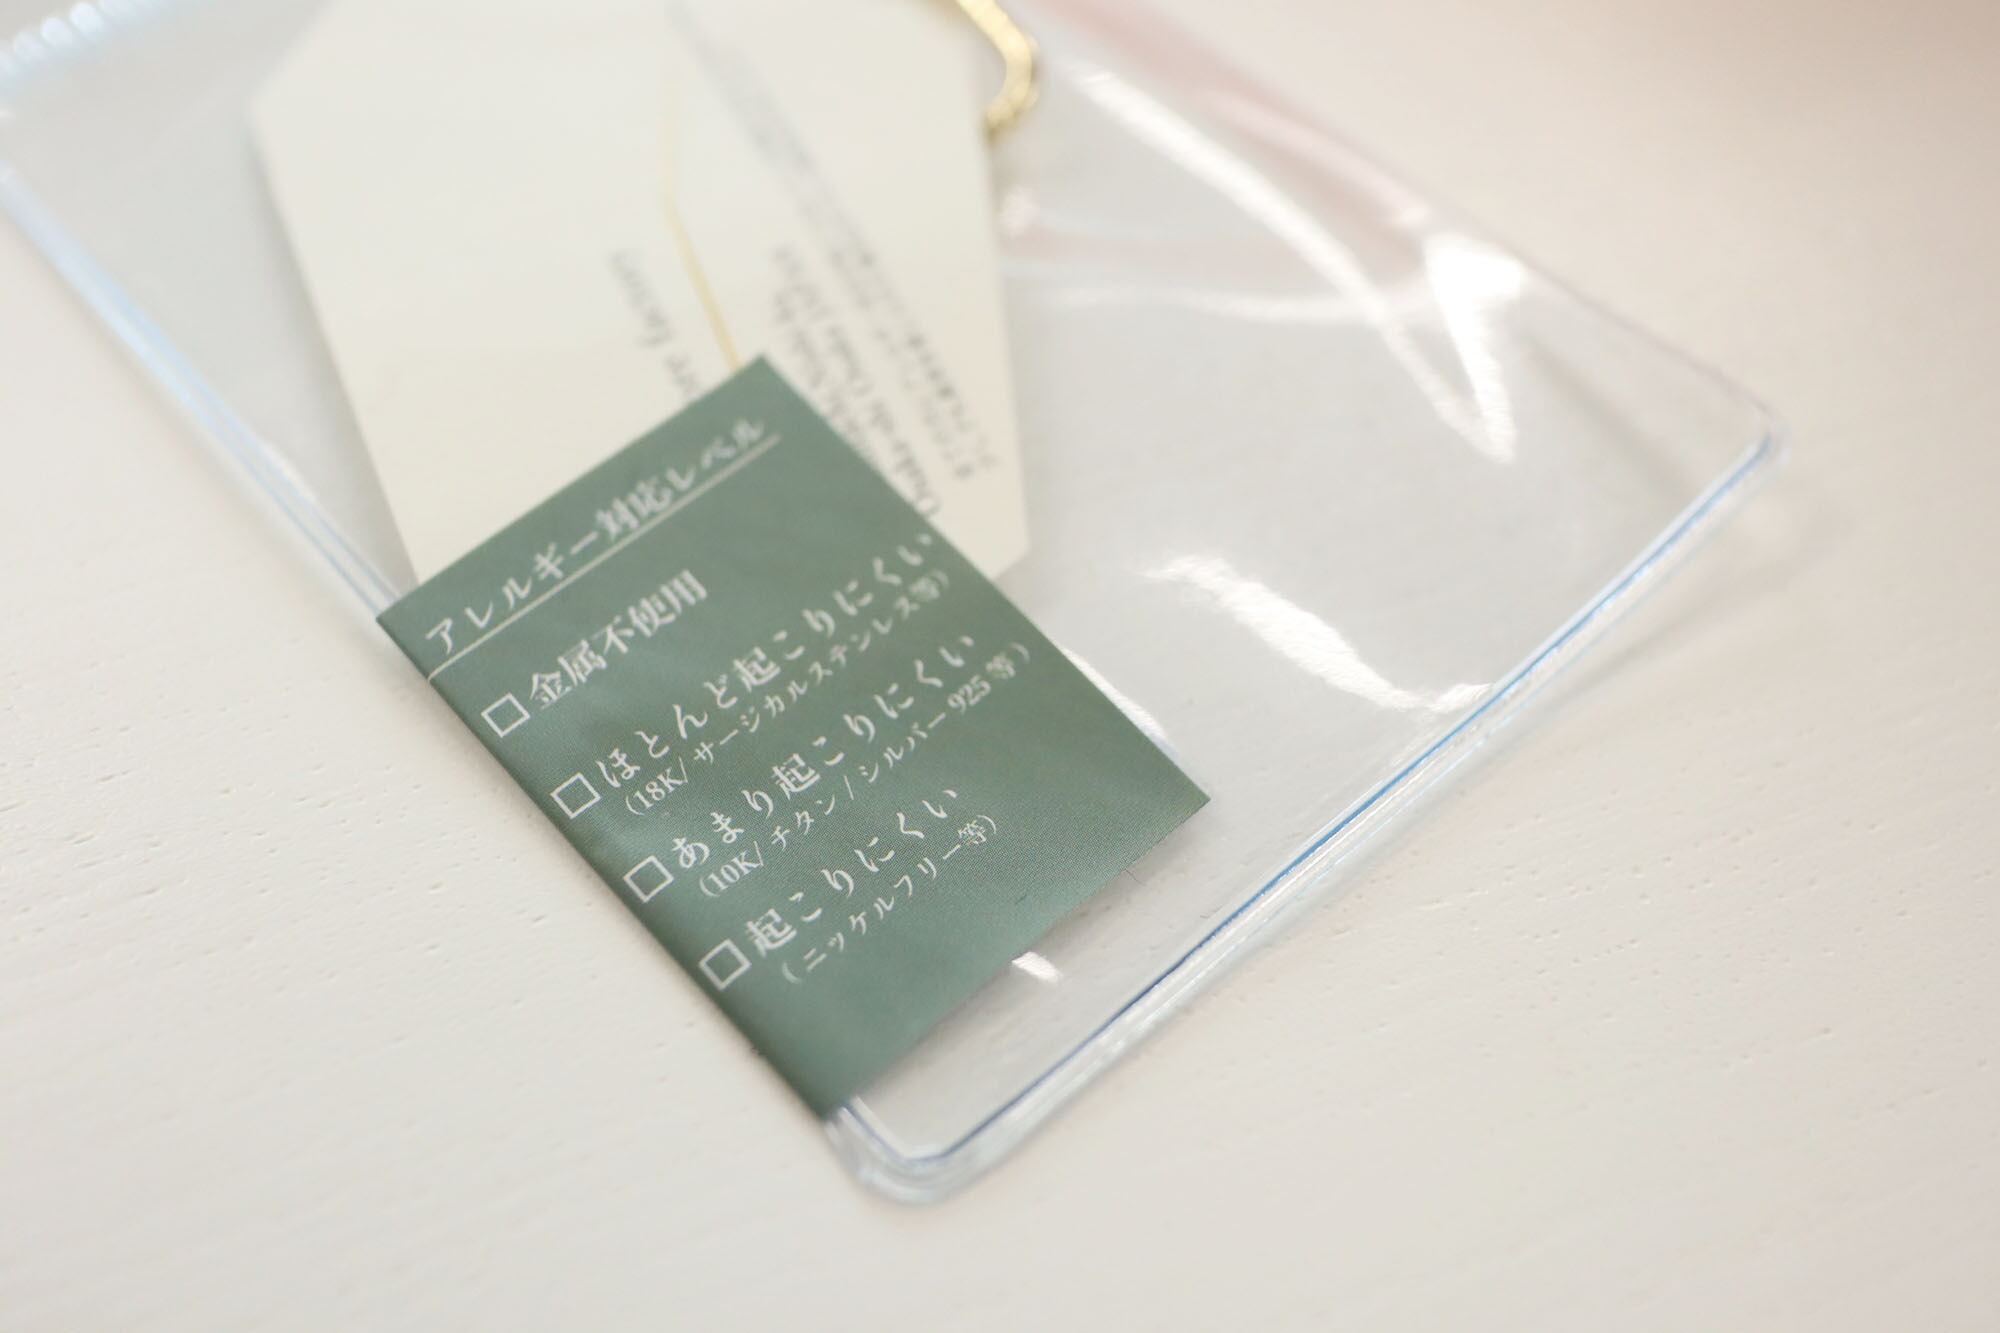 アレルギー対応レベル
□ 金属不使用
□ ほとんど起こりにくい
(18K/サージカルステンレス等)
□ あまり起こりにくい
(10K/チタン/シルバー925等)
□ 起こりにくい
(ニッケルフリー等)